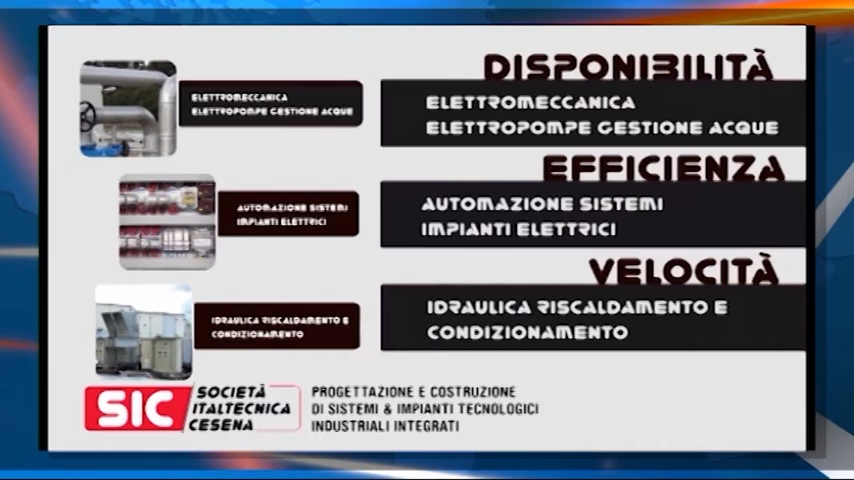 DISPONIBILITÀ
ELETTROMECCANICA
ELETTROPOMPE GESTIONE ACQUE
ELETTROMECCANICA
ELETTROPOMPE GESTIONE ACQUE
EFFICIENZA
AUTOMAZIONE SISTEMI
IMPIANTI ELETTRICI
AUTOMAZIONE SISTEMI
IMPIANTI ELETTRICI
VELOCITÀ
IDRAULICA RISCALDAMENTO E
CONDIZIONAMENTO
IDRAULICA RISCALDAMENTO E
CONDIZIONAMENTO
SIC
SOCIETÀ
ITALTECNICA
CESENA
PROGETTAZIONE E COSTRUZIONE
DI SISTEMI & IMPIANTI TECNOLOGICI
INDUSTRIALI INTEGRATI